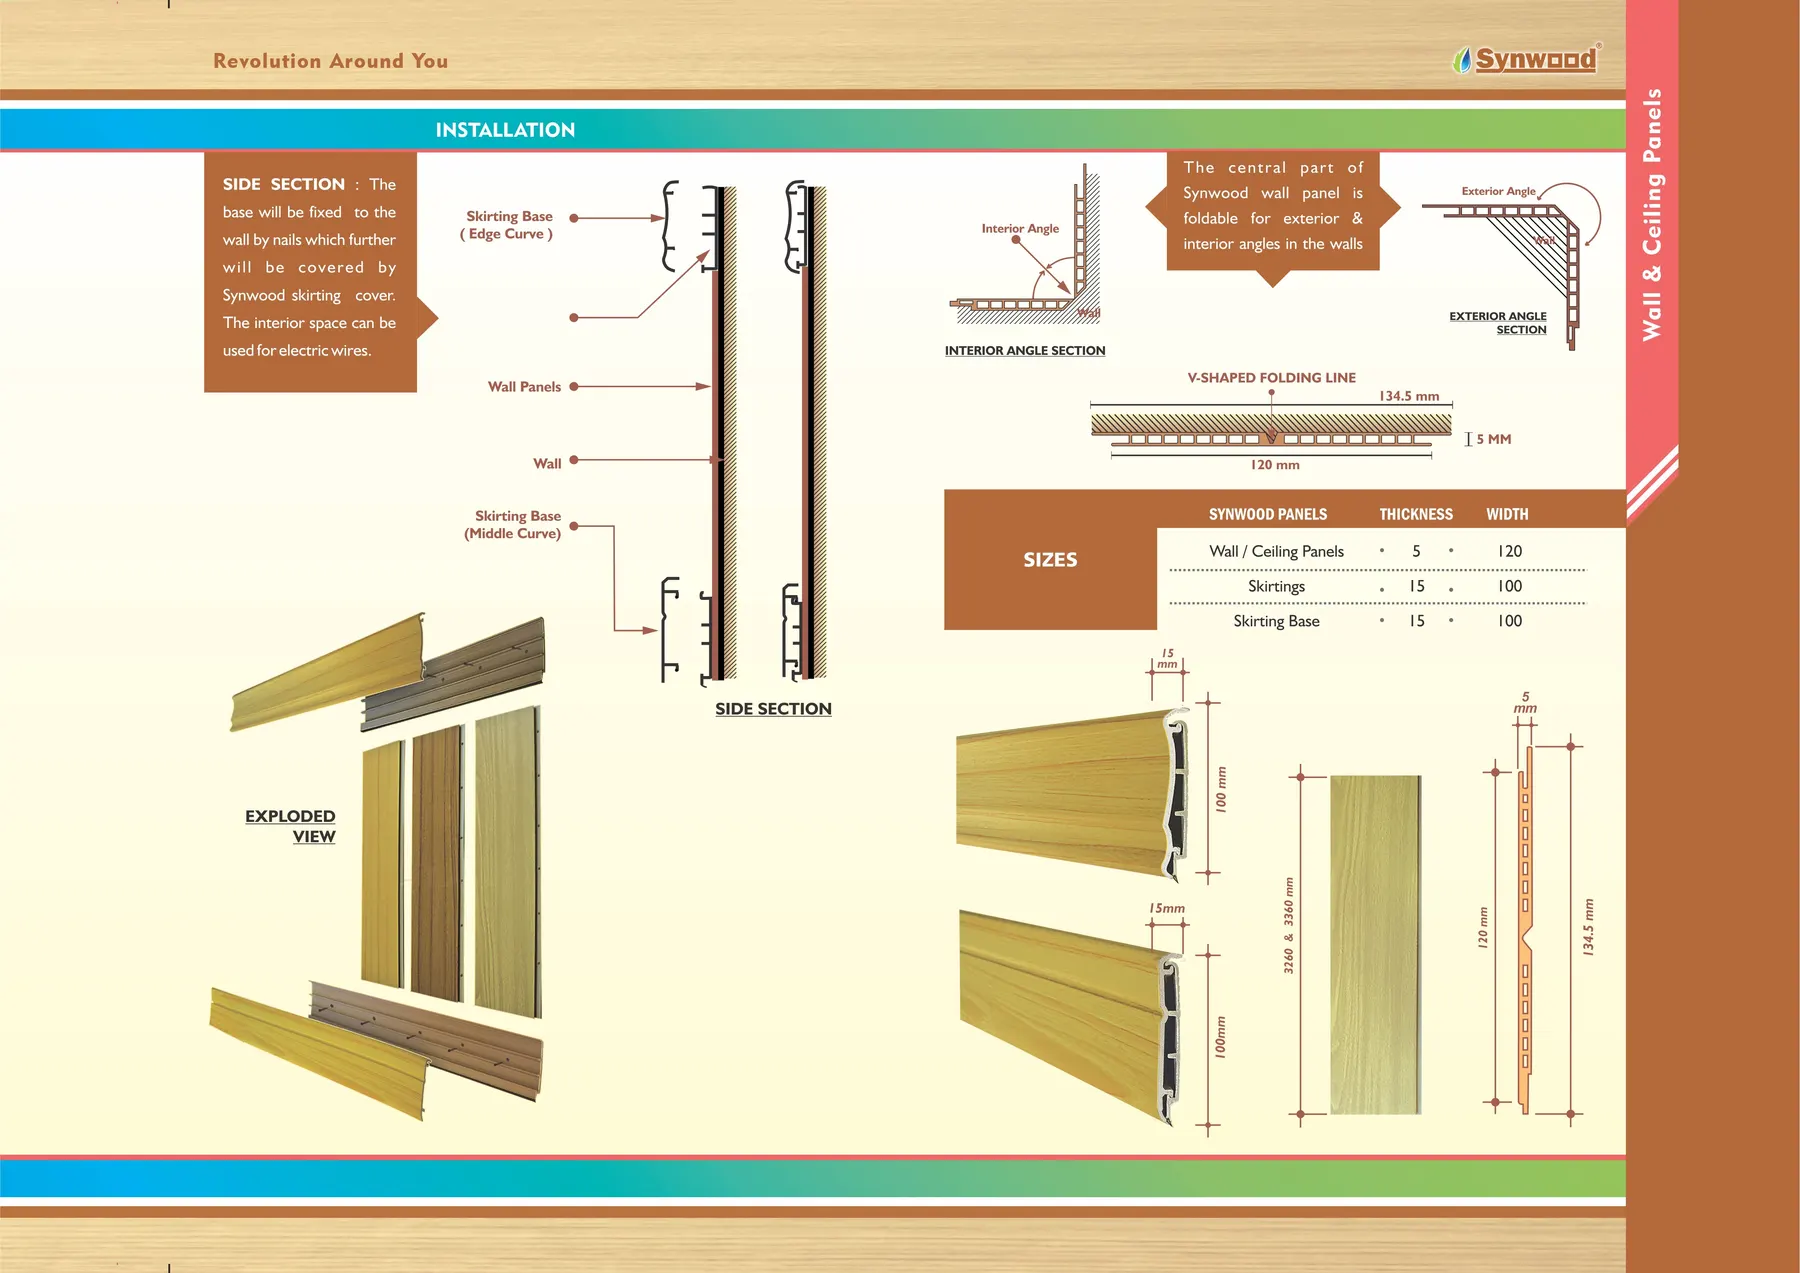 Revolution Around You
Synwood®
INSTALLATION
SIDE SECTION : The
base will be fixed to the
wall by nails which further
will be covered by
Synwood skirting cover.
The interior space can be
used for electric wires.
Skirting Base
( Edge Curve )
Wall Panels
Wall
Skirting Base
(Middle Curve)
SIDE SECTION
EXPLODED
VIEW
Interior Angle
Wall
INTERIOR ANGLE SECTION
The central part of
Synwood wall panel is
foldable for exterior &
interior angles in the walls
Exterior Angle
Wall
EXTERIOR ANGLE
SECTION
V-SHAPED FOLDING LINE
134.5 mm
5 MM
120 mm
SIZES
SYNWOOD PANELS THICKNESS WIDTH
Wall / Ceiling Panels • 5 • 120
Skirtings • 15 • 100
Skirting Base • 15 • 100
15
mm
100 mm
15mm
100mm
3260 & 3360 mm
5
mm
120 mm
134.5 mm
Wall & Ceiling Panels